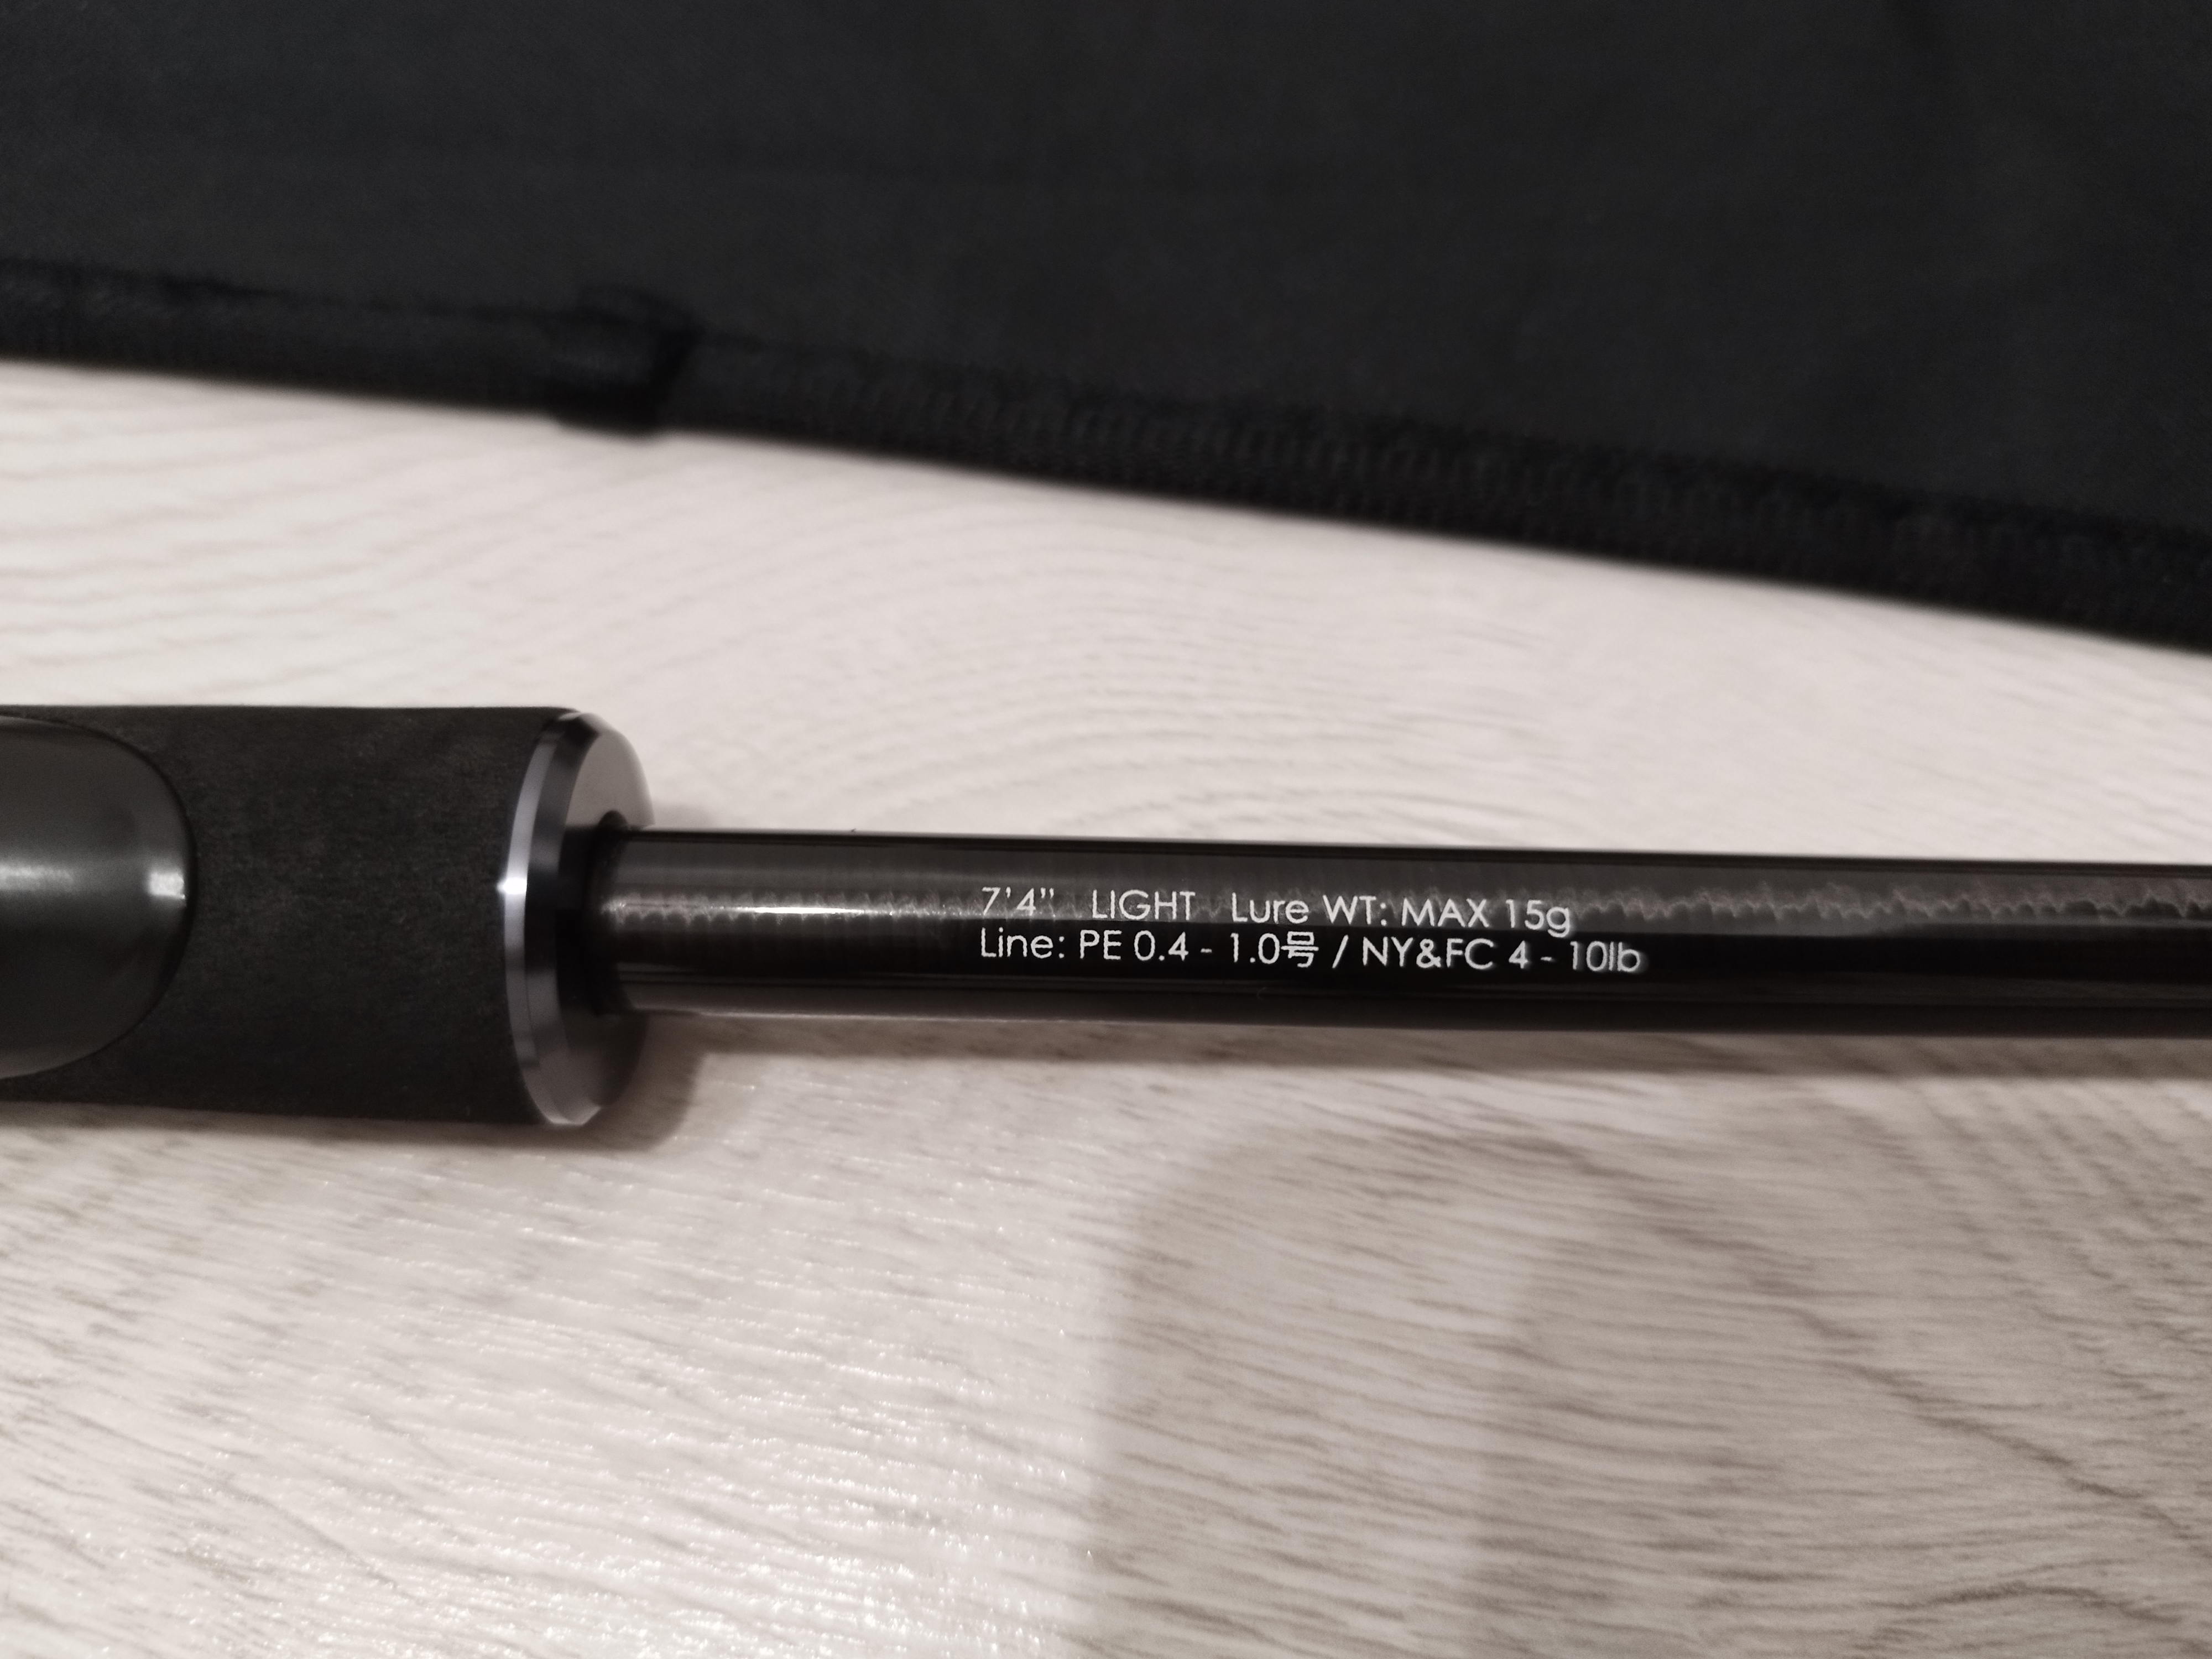 7'4" LIGHT Lure WT: MAX 15g
Line: PE 0.4 - 1.0号 / NY&FC 4 - 10lb